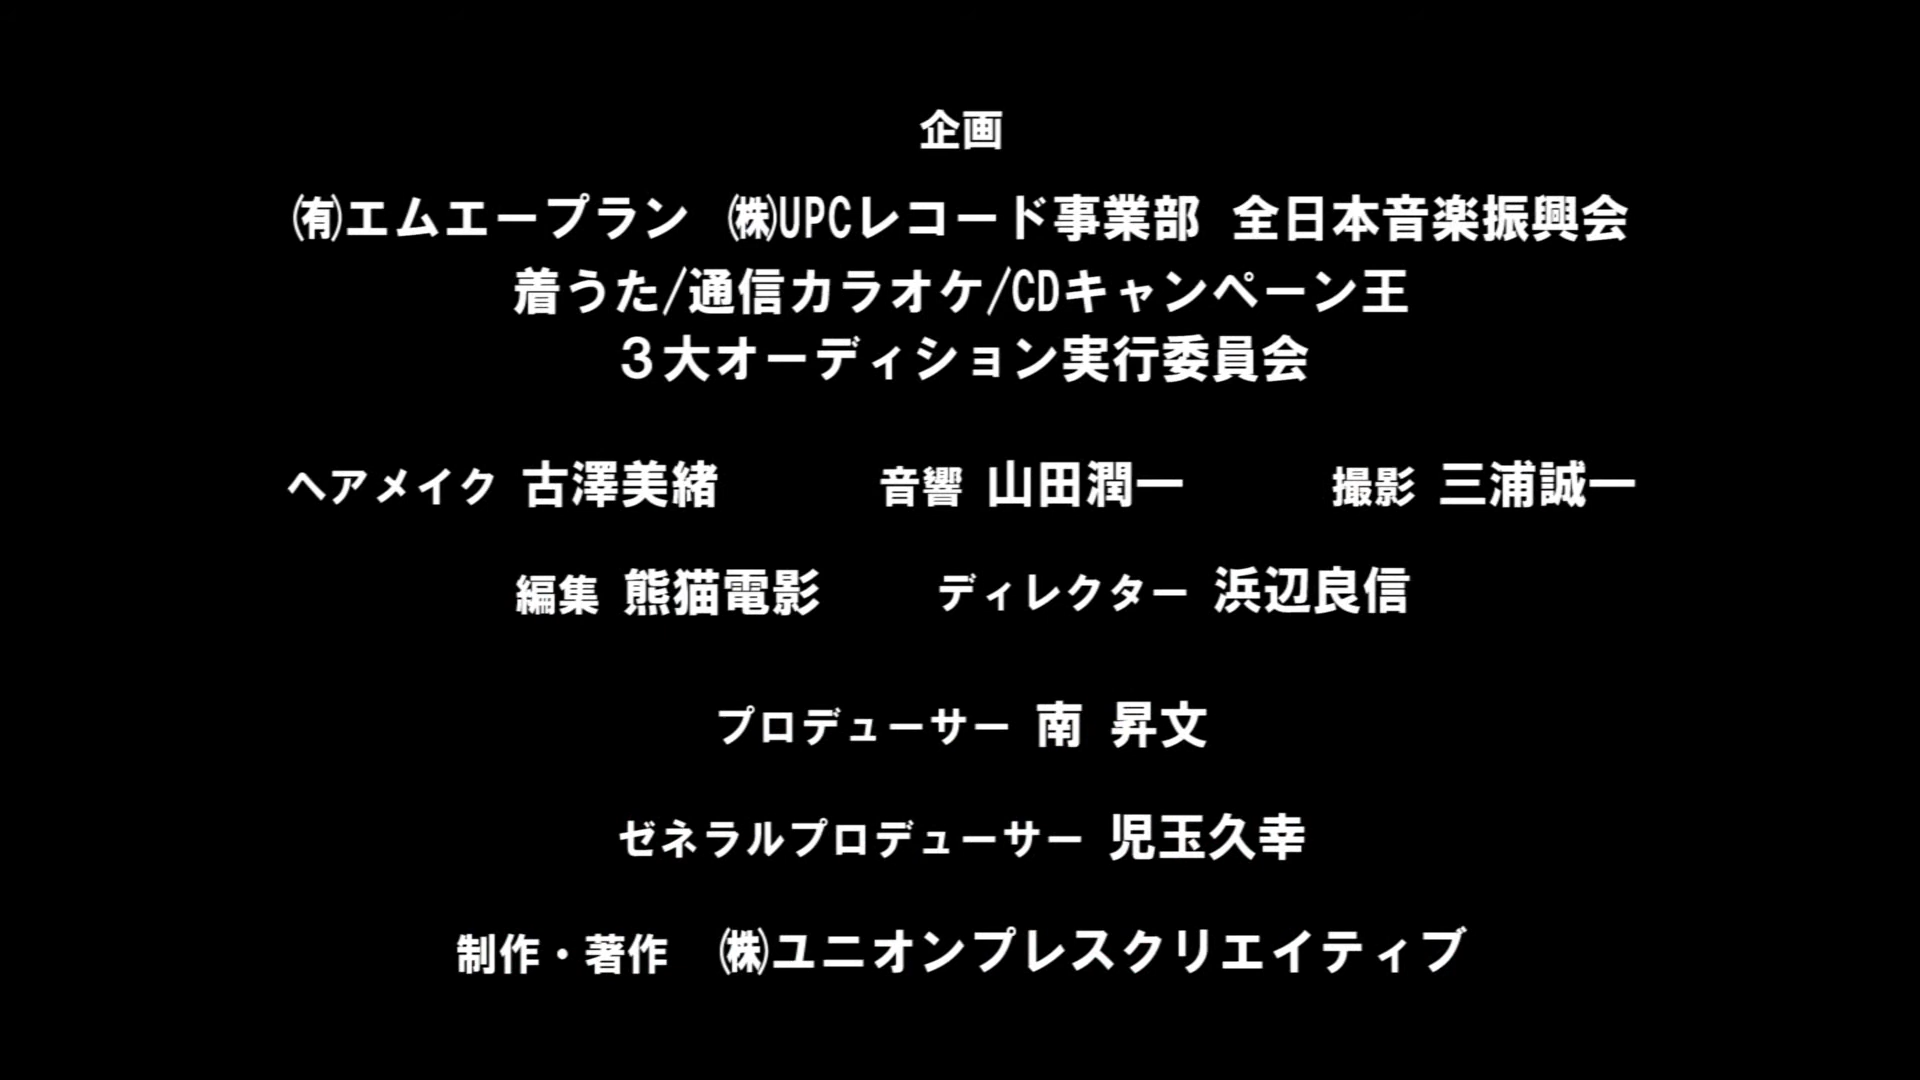 企画
㈲エムエープラン ㈱UPCレコード事業部 全日本音楽振興会
着うた/通信カラオケ/CDキャンペーン王
３大オーディション実行委員会
ヘアメイク 古澤美緒 音響 山田潤一 撮影 三浦誠一
編集 熊猫電影 ディレクター 浜辺良信
プロデューサー 南 昇文
ゼネラルプロデューサー 児玉久幸
制作・著作 ㈱ユニオンプレスクリエイティブ